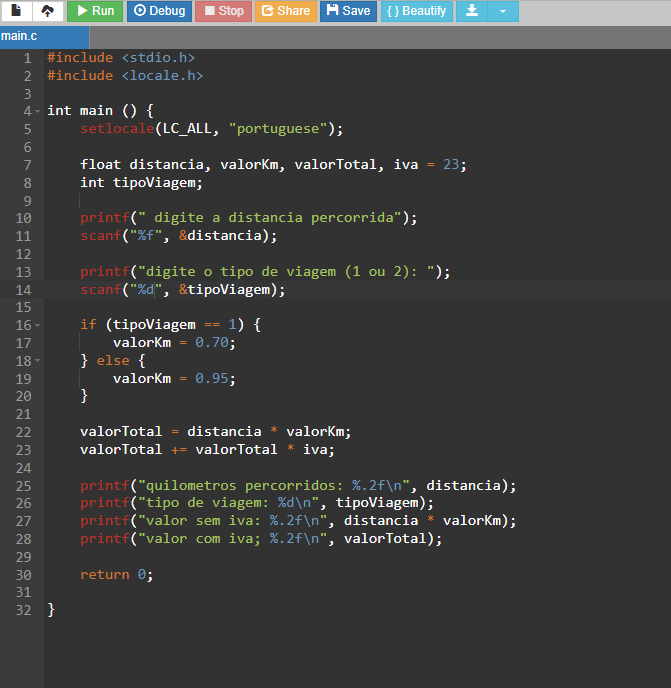 Run Debug Stop Share Save { } Beautify
main.c
1 #include <stdio.h>
2 #include <locale.h>
3
4 int main () {
5     setlocale(LC_ALL, "portuguese");
6
7     float distancia, valorKm, valorTotal, iva = 23;
8     int tipoViagem;
9
10     printf(" digite a distancia percorrida");
11     scanf("%f", &distancia);
12
13     printf("digite o tipo de viagem (1 ou 2): ");
14     scanf("%d", &tipoViagem);
15
16     if (tipoViagem == 1) {
17         valorKm = 0.70;
18     } else {
19         valorKm = 0.95;
20     }
21
22     valorTotal = distancia * valorKm;
23     valorTotal += valorTotal * iva;
24
25     printf("quilometros percorridos: %.2f\n", distancia);
26     printf("tipo de viagem: %d\n", tipoViagem);
27     printf("valor sem iva: %.2f\n", distancia * valorKm);
28     printf("valor com iva; %.2f\n", valorTotal);
29
30     return 0;
31
32 }